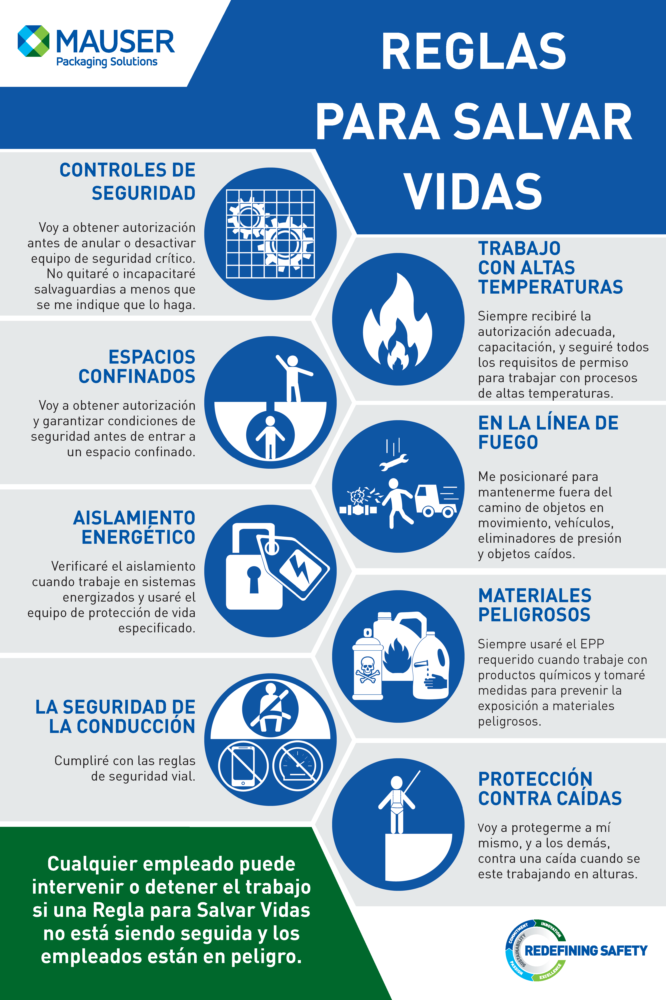 MAUSER
Packaging Solutions
REGLAS
PARA SALVAR
VIDAS
CONTROLES DE
SEGURIDAD
Voy a obtener autorización
antes de anular o desactivar
equipo de seguridad crítico.
No quitaré o incapacitaré
salvaguardias a menos que
se me indique que lo haga.
TRABAJO
CON ALTAS
TEMPERATURAS
Siempre recibiré la
autorización adecuada,
capacitación, y seguiré todos
los requisitos de permiso
para trabajar con procesos
de altas temperaturas.
ESPACIOS
CONFINADOS
Voy a obtener autorización
y garantizar condiciones de
seguridad antes de entrar a
un espacio confinado.
EN LA LÍNEA DE
FUEGO
Me posicionaré para
mantenerme fuera del
camino de objetos en
movimiento, vehículos,
eliminadores de presión
y objetos caídos.
AISLAMIENTO
ENERGÉTICO
Verificaré el aislamiento
cuando trabaje en sistemas
energizados y usaré el
equipo de protección de vida
especificado.
MATERIALES
PELIGROSOS
Siempre usaré el EPP
requerido cuando trabaje con
productos químicos y tomaré
medidas para prevenir la
exposición a materiales
peligrosos.
LA SEGURIDAD DE
LA CONDUCCIÓN
Cumpliré con las reglas
de seguridad vial.
PROTECCIÓN
CONTRA CAÍDAS
Voy a protegerme a mí
mismo, y a los demás,
contra una caída cuando se
este trabajando en alturas.
Cualquier empleado puede
intervenir o detener el trabajo
si una Regla para Salvar Vidas
no está siendo seguida y los
empleados están en peligro.
COMMITMENT
INNOVATION
SUSTAINABILITY
REDEFINING SAFETY
PASSION
EXCELLENCE